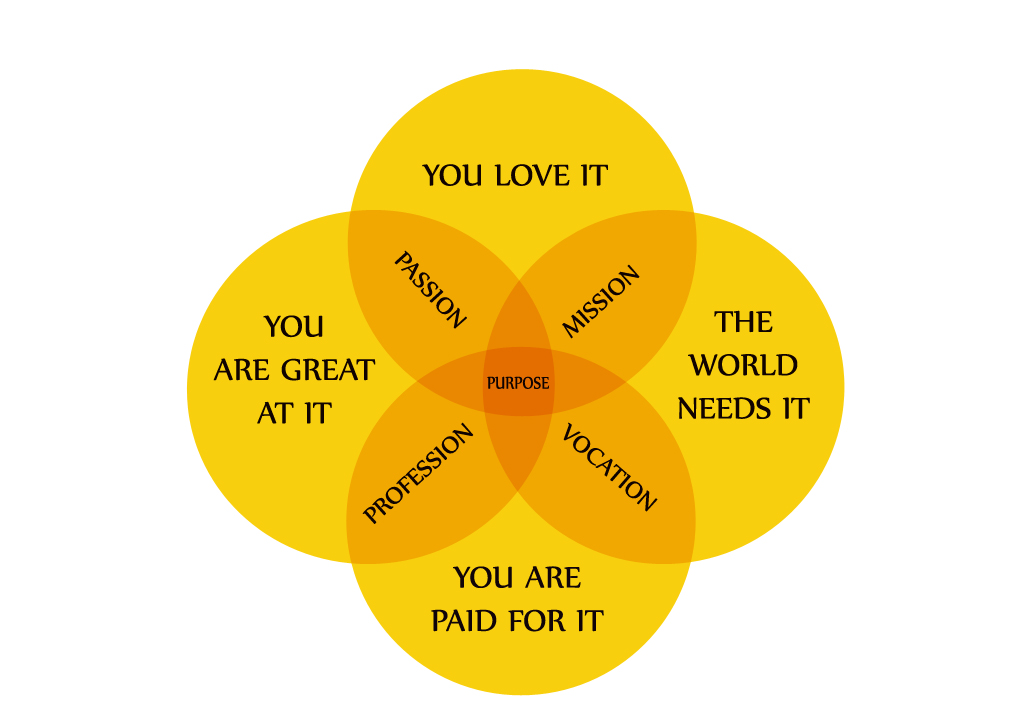 YOU LOVE IT
PASSION
MISSION
YOU
ARE GREAT
AT IT
THE
WORLD
NEEDS IT
PURPOSE
PROFESSION
VOCATION
YOU ARE
PAID FOR IT